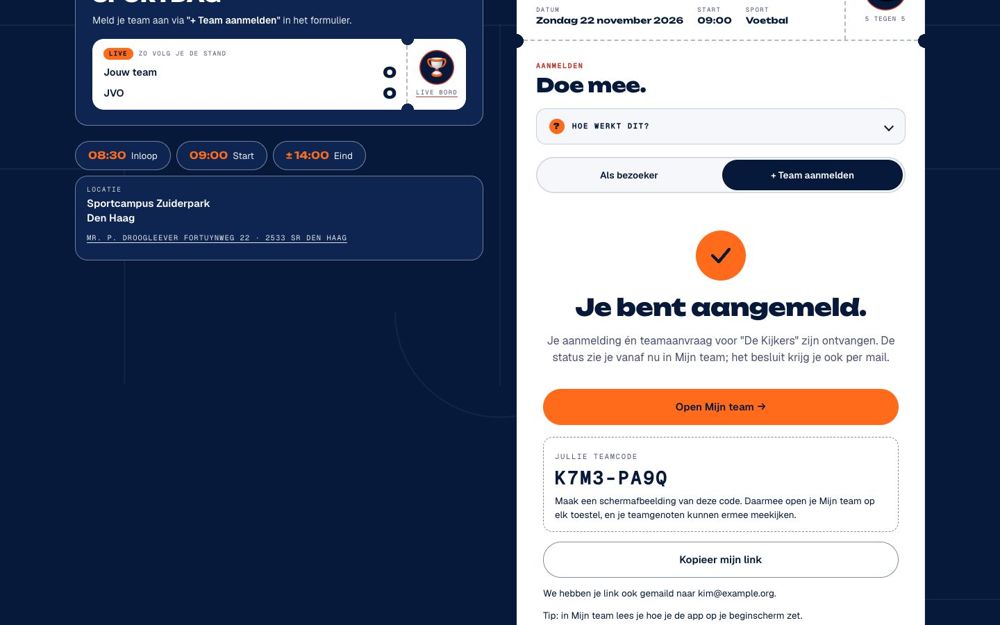 Meld je team aan via "+ Team aanmelden" in het formulier.
LIVE ZO VOLG JE DE STAND
Jouw team 0
JVO 0
LIVE BORD
08:30 Inloop
09:00 Start
±14:00 Eind
LOCATIE
Sportcampus Zuiderpark
Den Haag
MR. P. DROOGLEEVER FORTUYNWEG 22 · 2533 SR DEN HAAG
DATUM
Zondag 22 november 2026
START
09:00
SPORT
Voetbal
5 TEGEN 5
AANMELDEN
Doe mee.
? HOE WERKT DIT?
Als bezoeker
+ Team aanmelden
Je bent aangemeld.
Je aanmelding én teamaanvraag voor "De Kijkers" zijn ontvangen. De
status zie je vanaf nu in Mijn team; het besluit krijg je ook per mail.
Open Mijn team →
JULLIE TEAMCODE
K7M3-PA9Q
Maak een schermafbeelding van deze code. Daarmee open je Mijn team op
elk toestel, en je teamgenoten kunnen ermee meekijken.
Kopieer mijn link
We hebben je link ook gemaild naar kim@example.org.
Tip: in Mijn team lees je hoe je de app op je beginscherm zet.